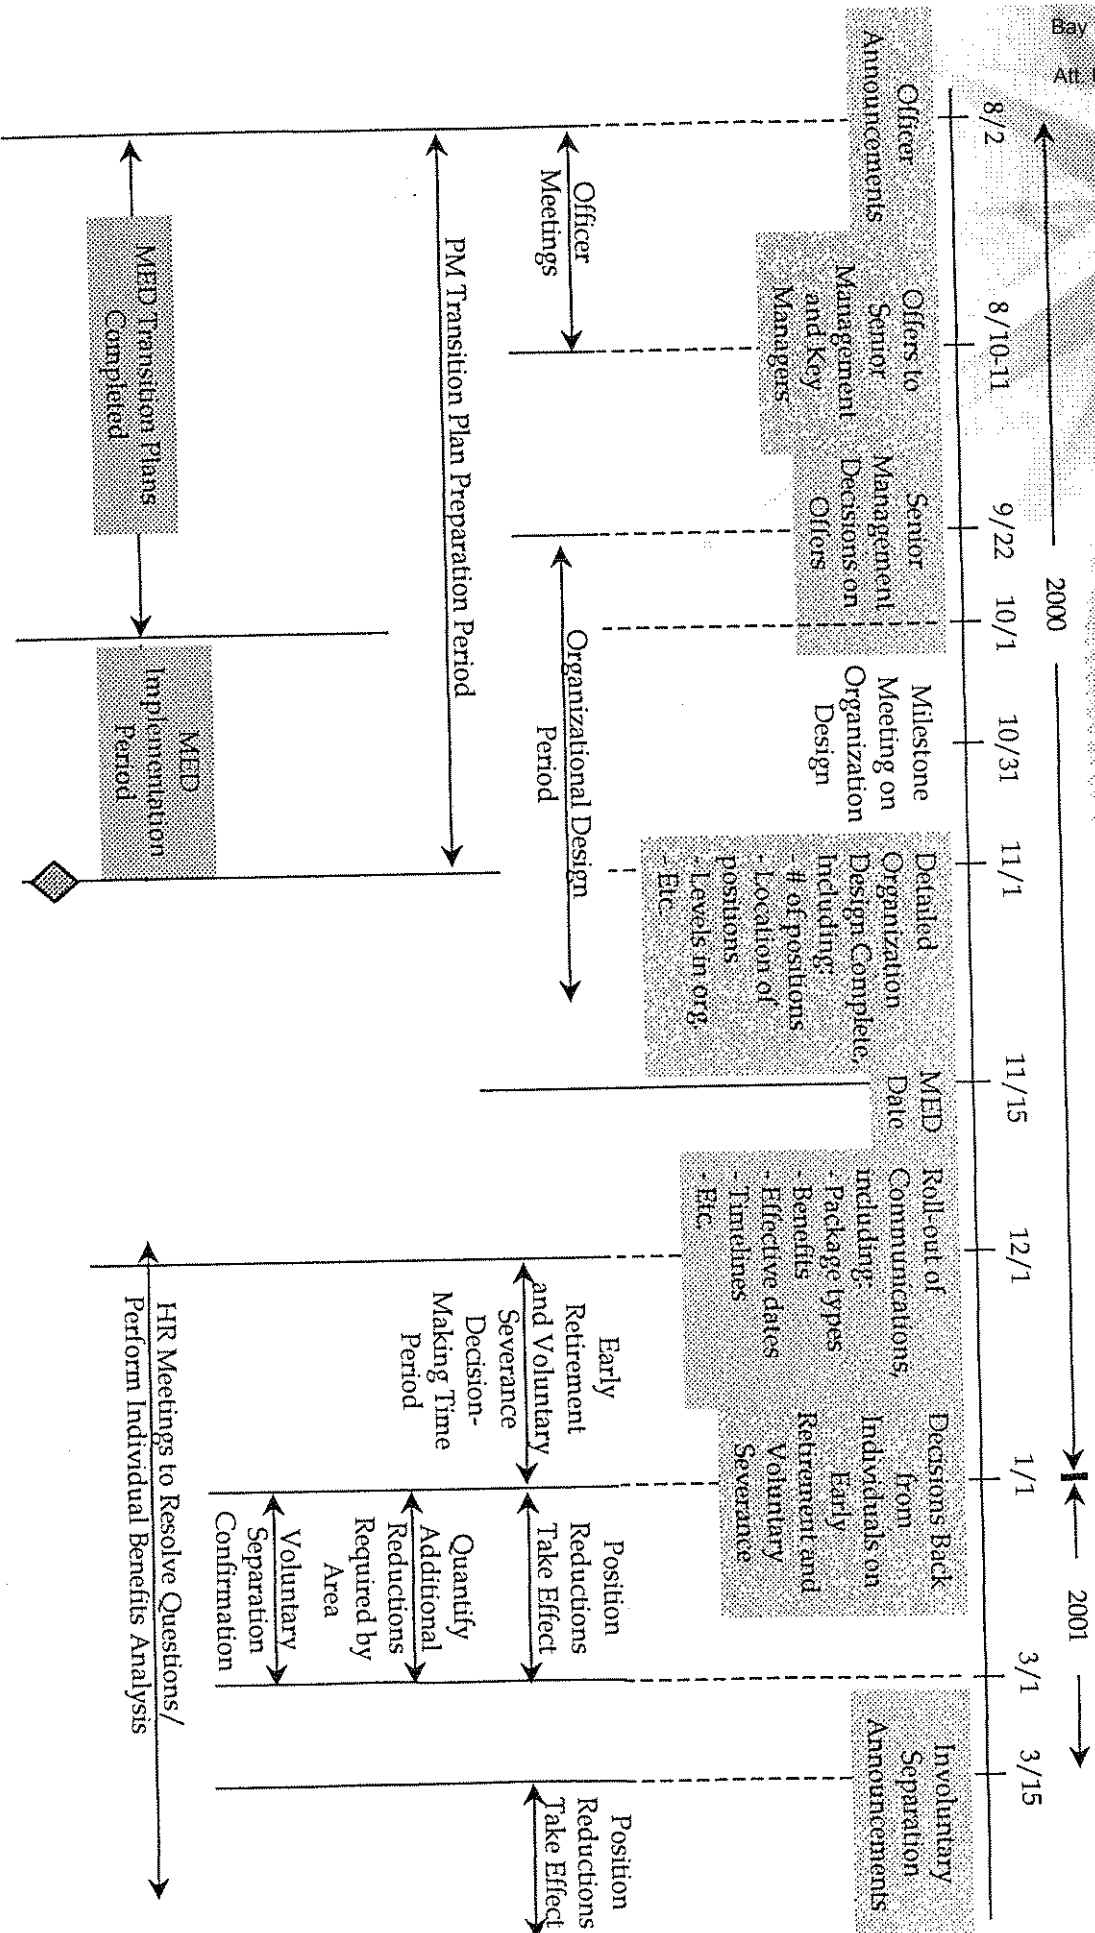 Bay
Att.
2000
2001
8/2
8/10-11
9/22
10/1
10/31
11/1
11/15
12/1
1/1
3/1
3/15
Officer
Announcements
Offers to
Senior
Management
and Key
Managers
Senior
Management
Decisions on
Offers
Milestone
Meeting on
Organization
Design
Detailed
Organization
Design Complete,
including:
- # of positions
- Location of
positions
- Levels in org.
- Etc.
MED
Date
Roll-out of
Communications,
including:
- Package types
- Benefits
- Effective dates
- Timelines
- Etc.
Decisions Back
from
Individuals on
Early
Retirement and
Voluntary
Severance
Involuntary
Separation
Announcements
Officer
Meetings
Organizational Design
Period
Early
Retirement
and Voluntary
Severance
Decision-
Making Time
Period
Position
Reductions
Take Effect
Position
Reductions
Take Effect
PM Transition Plan Preparation Period
Quantify
Additional
Reductions
Required by
Area
Voluntary
Separation
Confirmation
MED Transition Plans
Completed
MED
Implementation
Period
HR Meetings to Resolve Questions/
Perform Individual Benefits Analysis